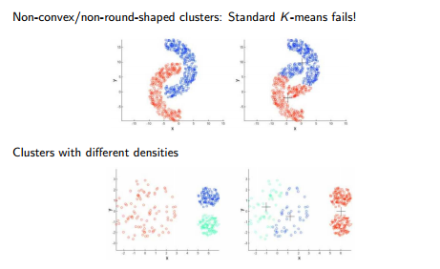 Non-convex/non-round-shaped clusters: Standard K-means fails!
Clusters with different densities